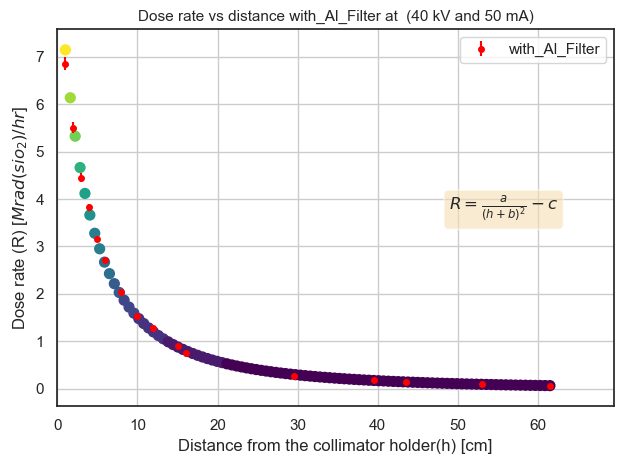 Dose rate vs distance with_Al_Filter at (40 kV and 50 mA)
with_Al_Filter
R = \frac{a}{(h+b)^2} - c
Dose rate (R) [Mrad(sio_2)/hr]
7
6
5
4
3
2
1
0
0 10 20 30 40 50 60
Distance from the collimator holder(h) [cm]